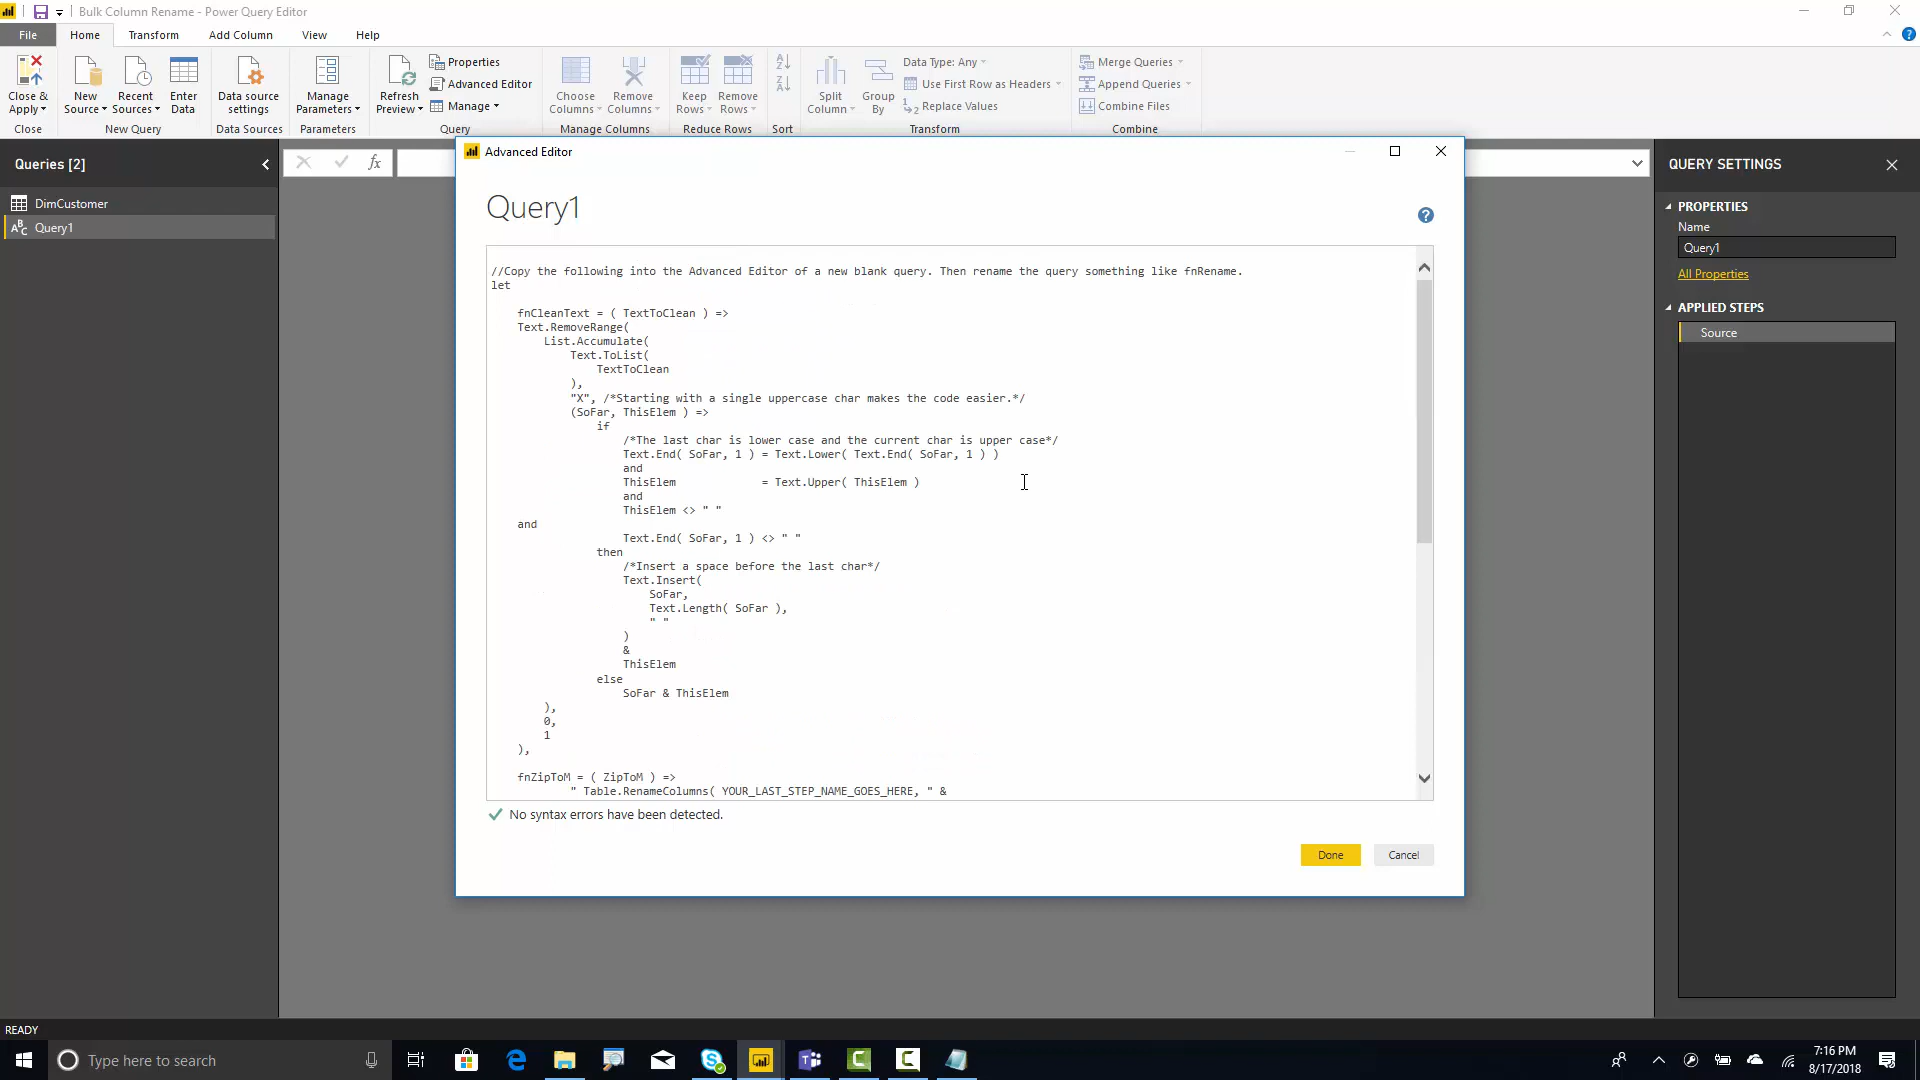 Bulk Column Rename - Power Query Editor
File
Home
Transform
Add Column
View
Help
Close & Apply
New Source
Recent Sources
Enter Data
Data source settings
Manage Parameters
Refresh Preview
Properties
Advanced Editor
Manage
Choose Columns
Remove Columns
Keep Rows
Remove Rows
Split Column
Group By
Data Type: Any
Use First Row as Headers
Replace Values
Merge Queries
Append Queries
Combine Files
Close
New Query
Data Sources
Parameters
Query
Manage Columns
Reduce Rows
Sort
Transform
Combine
Queries [2]
DimCustomer
Query1
fx
Advanced Editor
Query1
//Copy the following into the Advanced Editor of a new blank query. Then rename the query something like fnRename.
let
fnCleanText = ( TextToClean ) =>
Text.RemoveRange(
List.Accumulate(
Text.ToList(
TextToClean
),
"X", /*Starting with a single uppercase char makes the code easier.*/
(SoFar, ThisElem ) =>
if
/*The last char is lower case and the current char is upper case*/
Text.End( SoFar, 1 ) = Text.Lower( Text.End( SoFar, 1 ) )
and
ThisElem             = Text.Upper( ThisElem )
and
ThisElem <> " "
and
Text.End( SoFar, 1 ) <> " "
then
/*Insert a space before the last char*/
Text.Insert(
SoFar,
Text.Length( SoFar ),
" "
)
&
ThisElem
else
SoFar & ThisElem
),
0,
1
),
fnZipToM = ( ZipToM ) =>
" Table.RenameColumns( YOUR_LAST_STEP_NAME_GOES_HERE, " &
No syntax errors have been detected.
Done
Cancel
QUERY SETTINGS
PROPERTIES
Name
Query1
All Properties
APPLIED STEPS
Source
READY
Type here to search
7:16 PM
8/17/2018